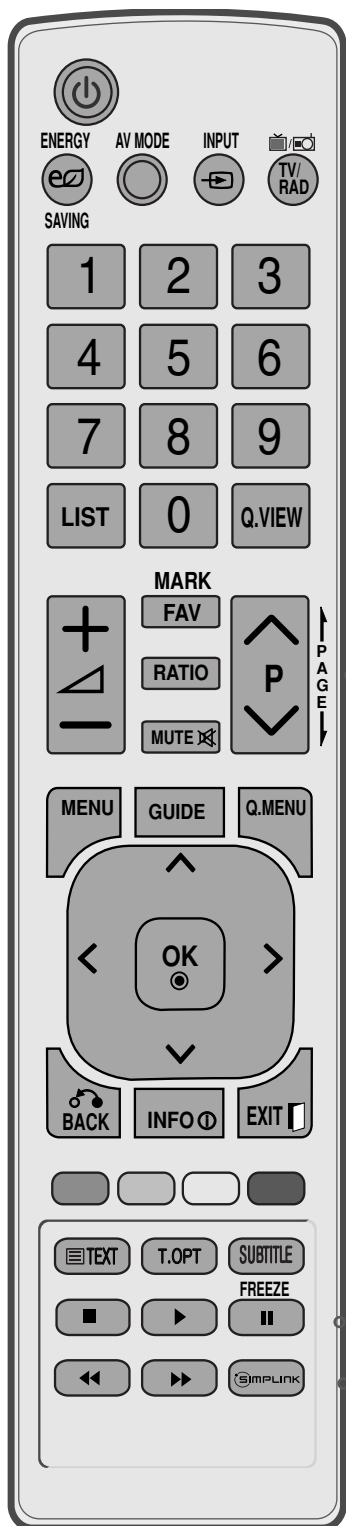 ENERGY AV MODE INPUT
TV/
RAD
SAVING
1 2 3
4 5 6
7 8 9
LIST 0 Q.VIEW
MARK
FAV
RATIO
P
PAGE
MUTE
MENU GUIDE Q.MENU
OK
BACK INFO EXIT
TEXT T.OPT SUBTITLE
FREEZE
SIMPLINK